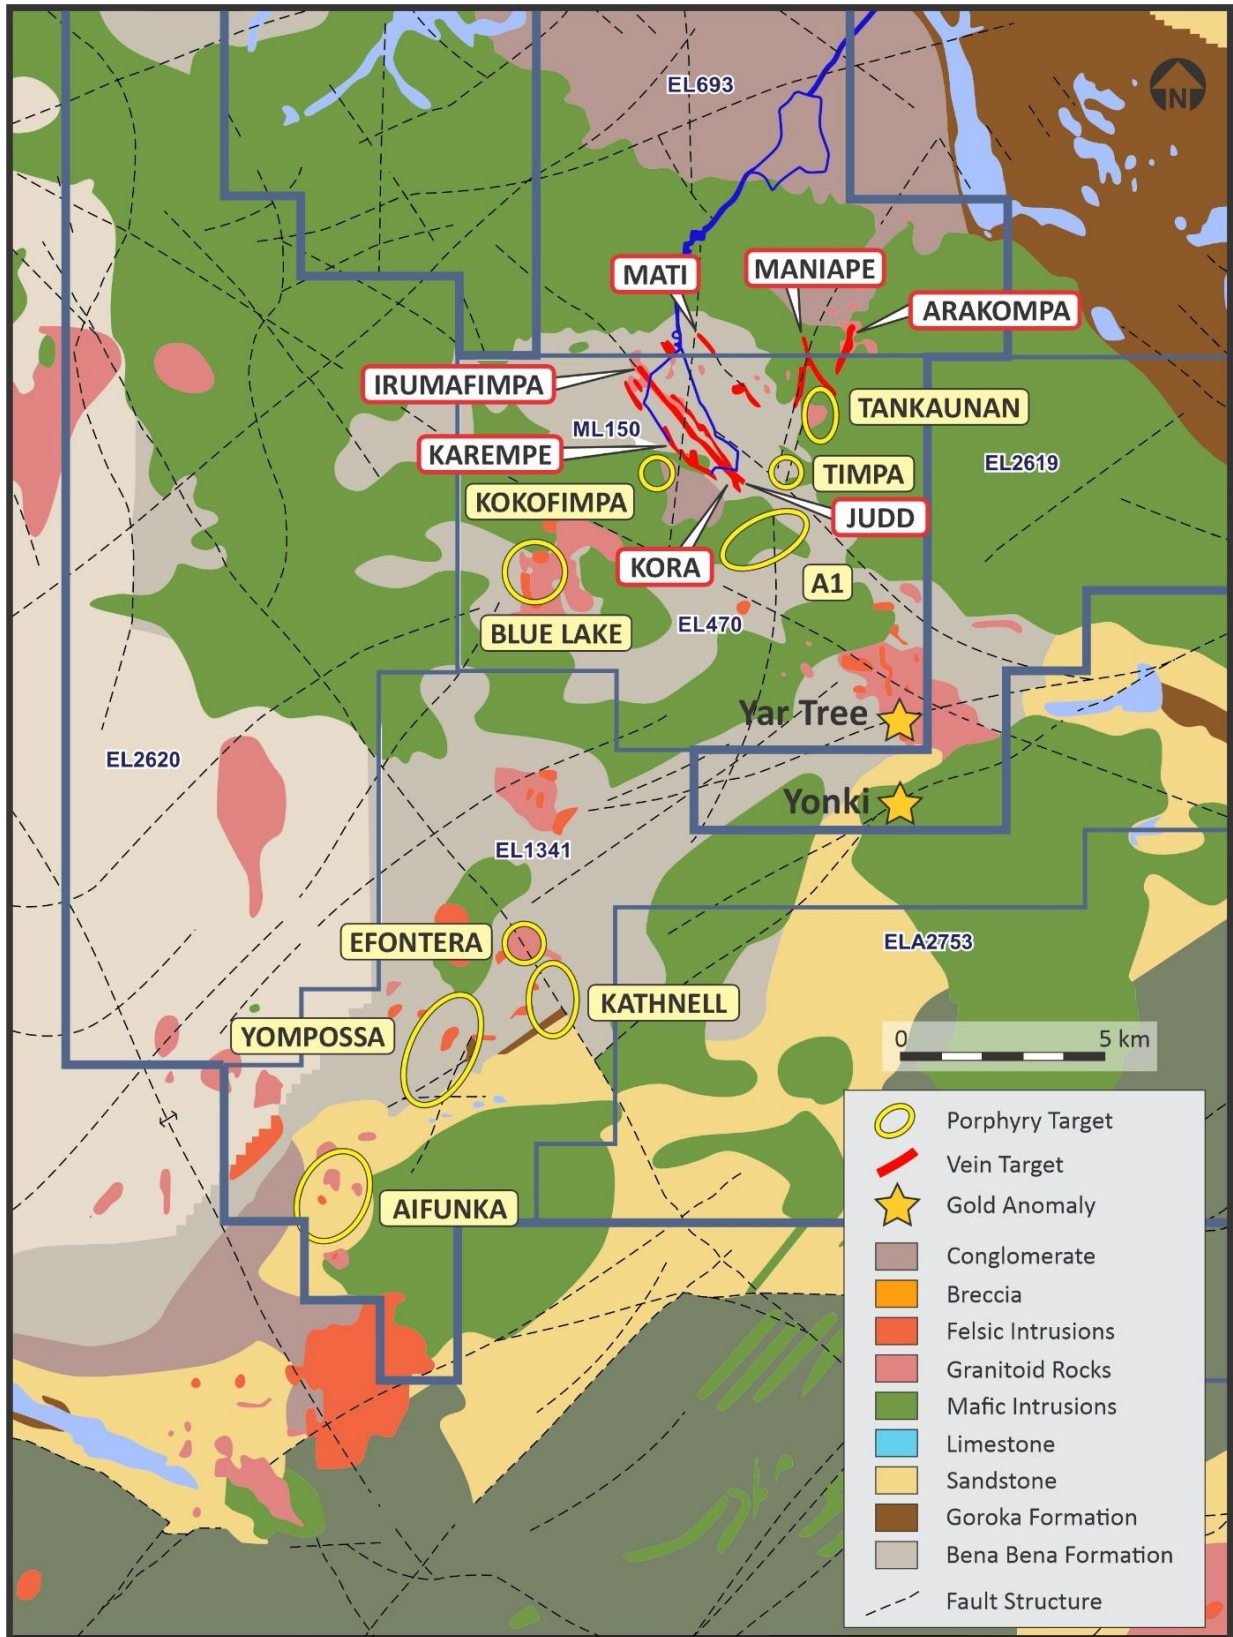 EL693
N
MATI
MANIAPE
ARAKOMPA
IRUMAFIMPA
TANKAUNAN
ML150
KAREMPE
EL2619
TIMPA
KOKOFIMPA
JUDD
KORA
A1
BLUE LAKE
EL470
Yar Tree
EL2620
Yonki
EL1341
EFONTERA
ELA2753
KATHNELL
YOMPOSSA
0 5 km
AIFUNKA
Porphyry Target
Vein Target
Gold Anomaly
Conglomerate
Breccia
Felsic Intrusions
Granitoid Rocks
Mafic Intrusions
Limestone
Sandstone
Goroka Formation
Bena Bena Formation
Fault Structure